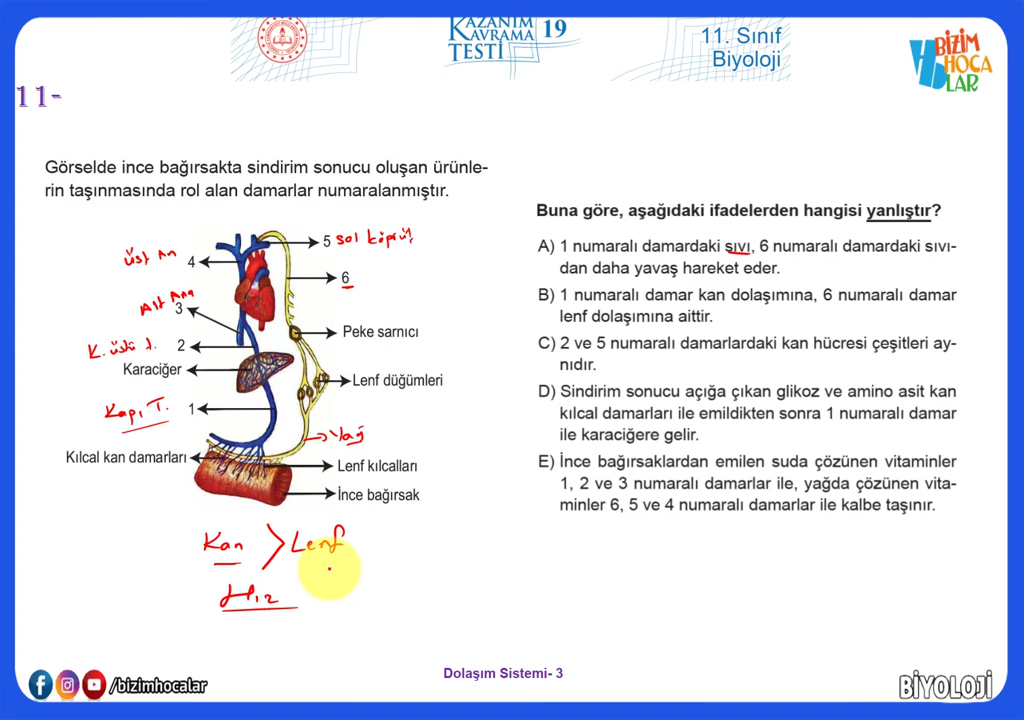 KAZANIM
KAVRAMA
TESTİ
19
11. Sınıf
Biyoloji
BİZİM
HOCA
LAR
11-
Görselde ince bağırsakta sindirim sonucu oluşan ürünle-
rin taşınmasında rol alan damarlar numaralanmıştır.
5 sol köprü
Üst An
4
6
Alt Ana
3
Peke sarnıcı
K. üstü t. 2
Karaciğer
Lenf düğümleri
Kapı T. 1
Yağ
Kılcal kan damarları
Lenf kılcalları
İnce bağırsak
Kan > Lenf
Hız
Buna göre, aşağıdaki ifadelerden hangisi yanlıştır?
A) 1 numaralı damardaki sıvı, 6 numaralı damardaki sıvı-
dan daha yavaş hareket eder.
B) 1 numaralı damar kan dolaşımına, 6 numaralı damar
lenf dolaşımına aittir.
C) 2 ve 5 numaralı damarlardaki kan hücresi çeşitleri ay-
nıdır.
D) Sindirim sonucu açığa çıkan glikoz ve amino asit kan
kılcal damarları ile emildikten sonra 1 numaralı damar
ile karaciğere gelir.
E) İnce bağırsaklardan emilen suda çözünen vitaminler
1, 2 ve 3 numaralı damarlar ile, yağda çözünen vita-
minler 6, 5 ve 4 numaralı damarlar ile kalbe taşınır.
Dolaşım Sistemi- 3
/bizimhocalar
BİYOLOJİ